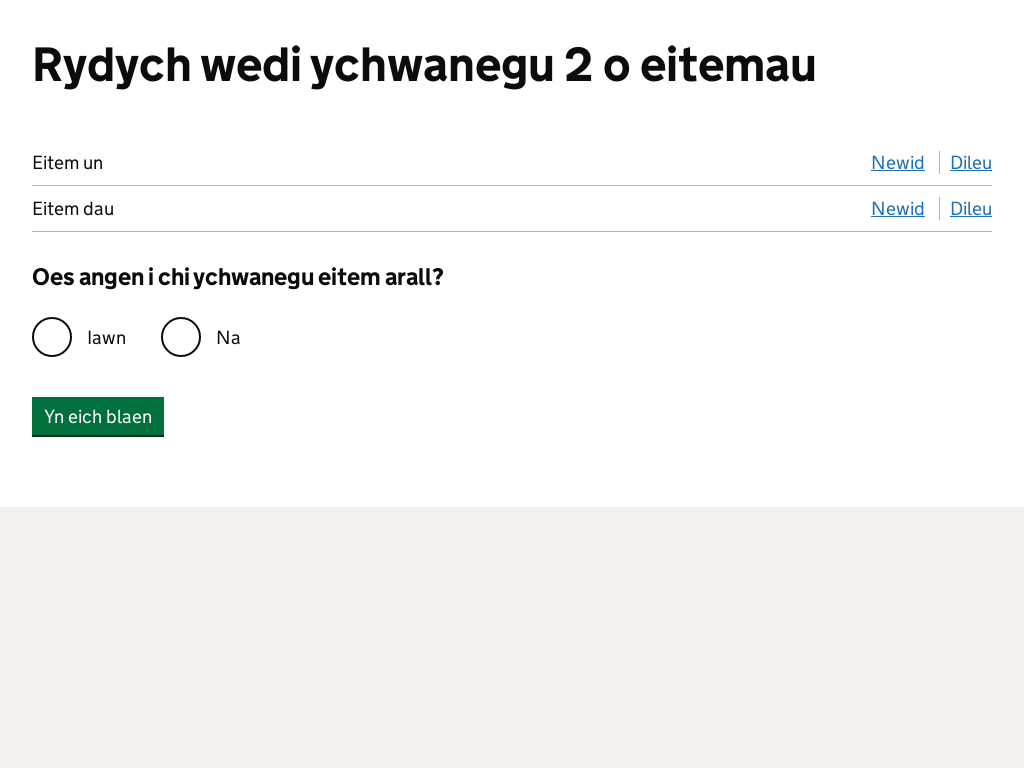 Rydych wedi ychwanegu 2 o eitemau
Eitem un Newid Dileu
Eitem dau Newid Dileu
Oes angen i chi ychwanegu eitem arall?
Iawn Na
Yn eich blaen